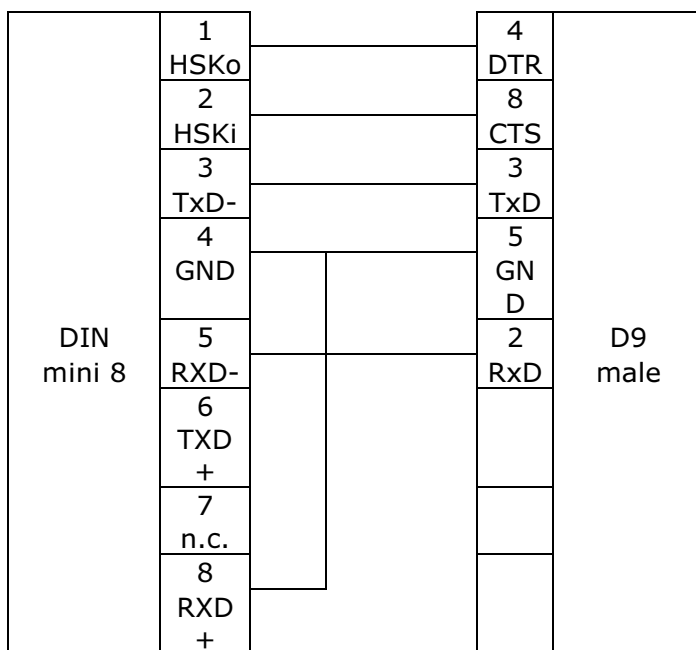 1
HSKo
4
DTR
2
HSKi
8
CTS
3
TxD-
3
TxD
4
GND
5
GN
D
DIN
mini 8
5
RXD-
2
RxD
D9
male
6
TXD
+
7
n.c.
8
RXD
+